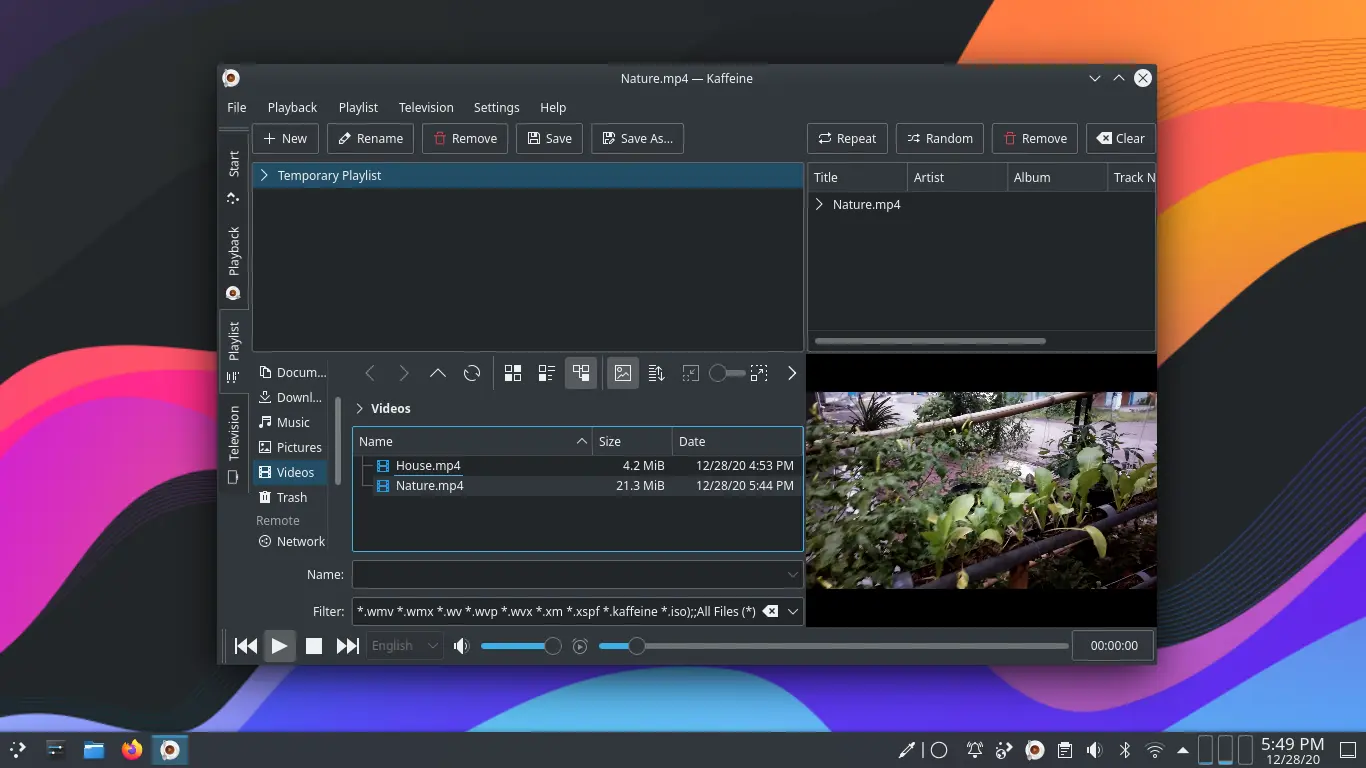 Nature.mp4 — Kaffeine
File Playback Playlist Television Settings Help
New Rename Remove Save Save As... Repeat Random Remove Clear
Start
Playback
Playlist
Television
Temporary Playlist
Title Artist Album Track N
Nature.mp4
Docum...
Downl...
Music
Pictures
Videos
Trash
Remote
Network
Videos
Name Size Date
House.mp4 4.2 MiB 12/28/20 4:53 PM
Nature.mp4 21.3 MiB 12/28/20 5:44 PM
Name:
Filter: *.wmv *.wmx *.wv *.wvp *.wvx *.xm *.xspf *.kaffeine *.iso);;All Files (*)
English 00:00:00
5:49 PM
12/28/20